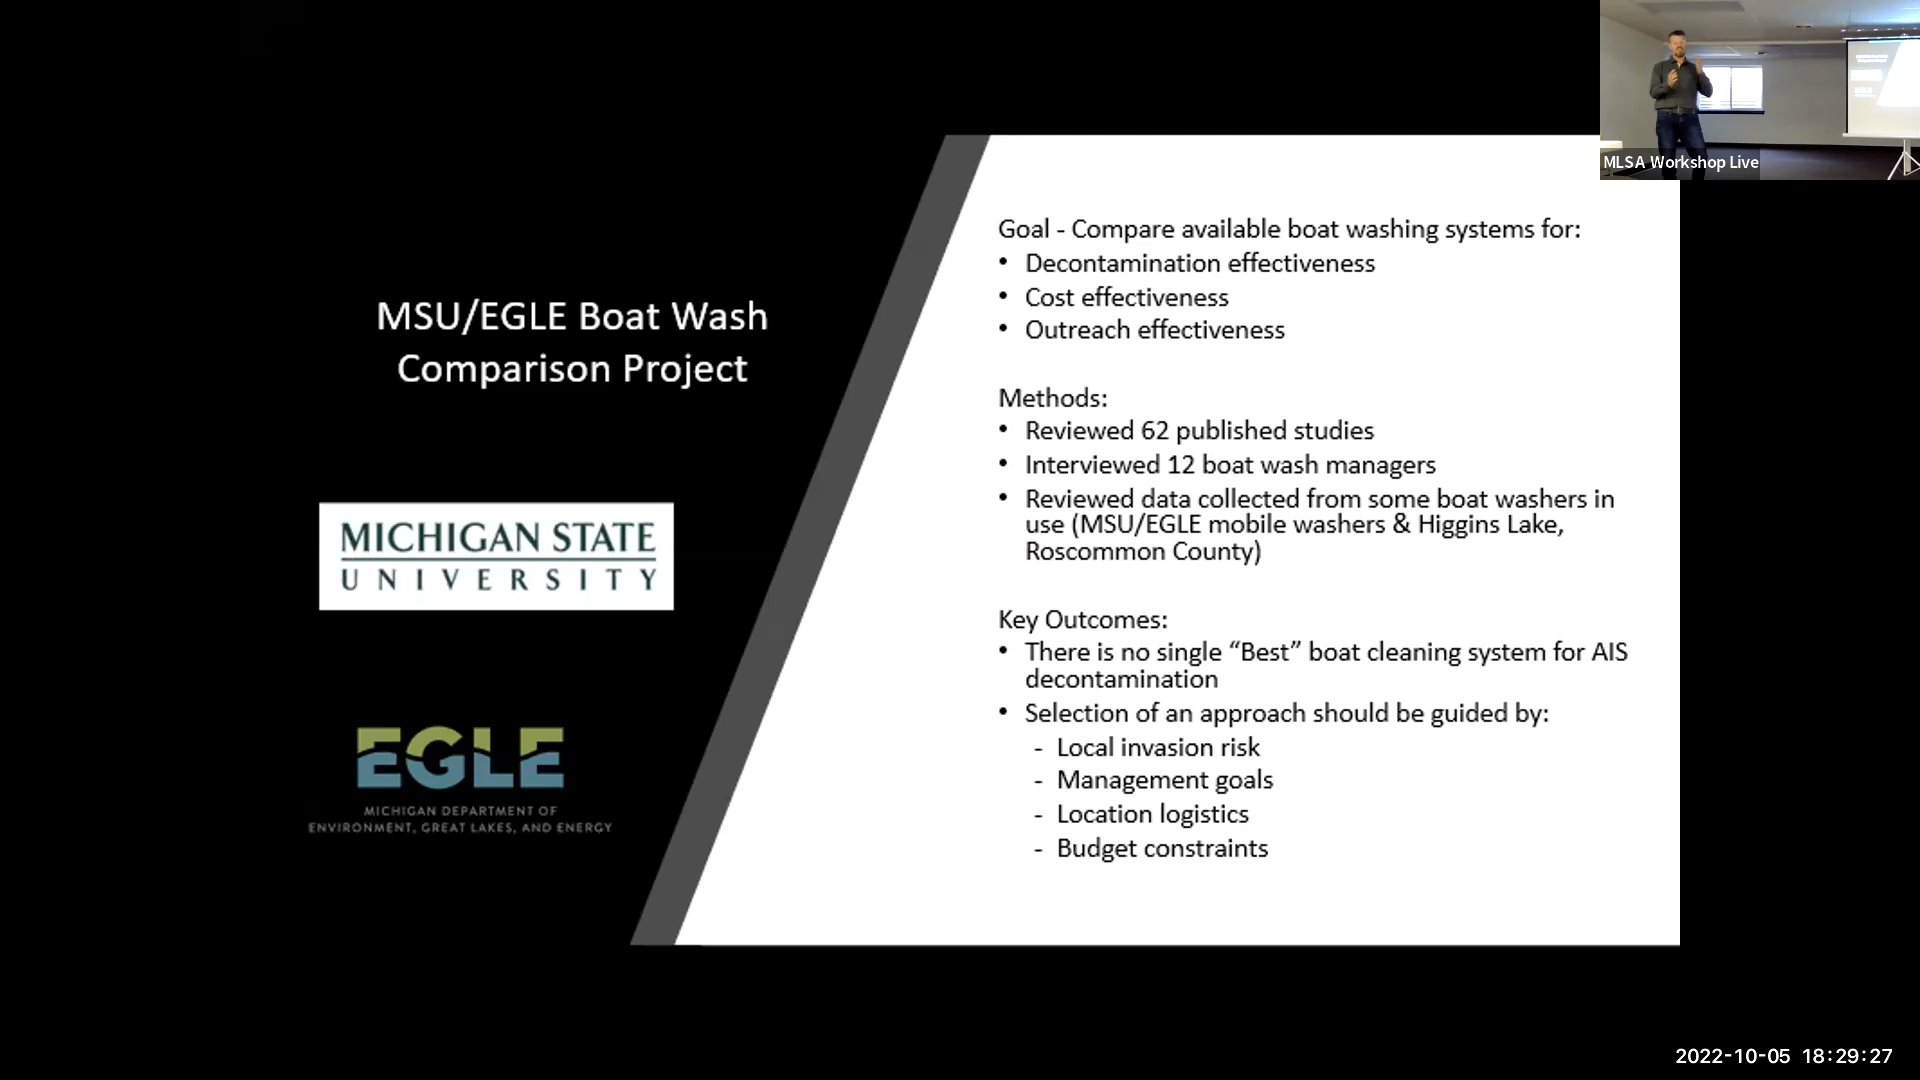 MLSA Workshop Live
MSU/EGLE Boat Wash
Comparison Project
MICHIGAN STATE
UNIVERSITY
EGLE
MICHIGAN DEPARTMENT OF
ENVIRONMENT, GREAT LAKES, AND ENERGY
Goal - Compare available boat washing systems for:
• Decontamination effectiveness
• Cost effectiveness
• Outreach effectiveness
Methods:
• Reviewed 62 published studies
• Interviewed 12 boat wash managers
• Reviewed data collected from some boat washers in
use (MSU/EGLE mobile washers & Higgins Lake,
Roscommon County)
Key Outcomes:
• There is no single “Best” boat cleaning system for AIS
decontamination
• Selection of an approach should be guided by:
- Local invasion risk
- Management goals
- Location logistics
- Budget constraints
2022-10-05 18:29:27